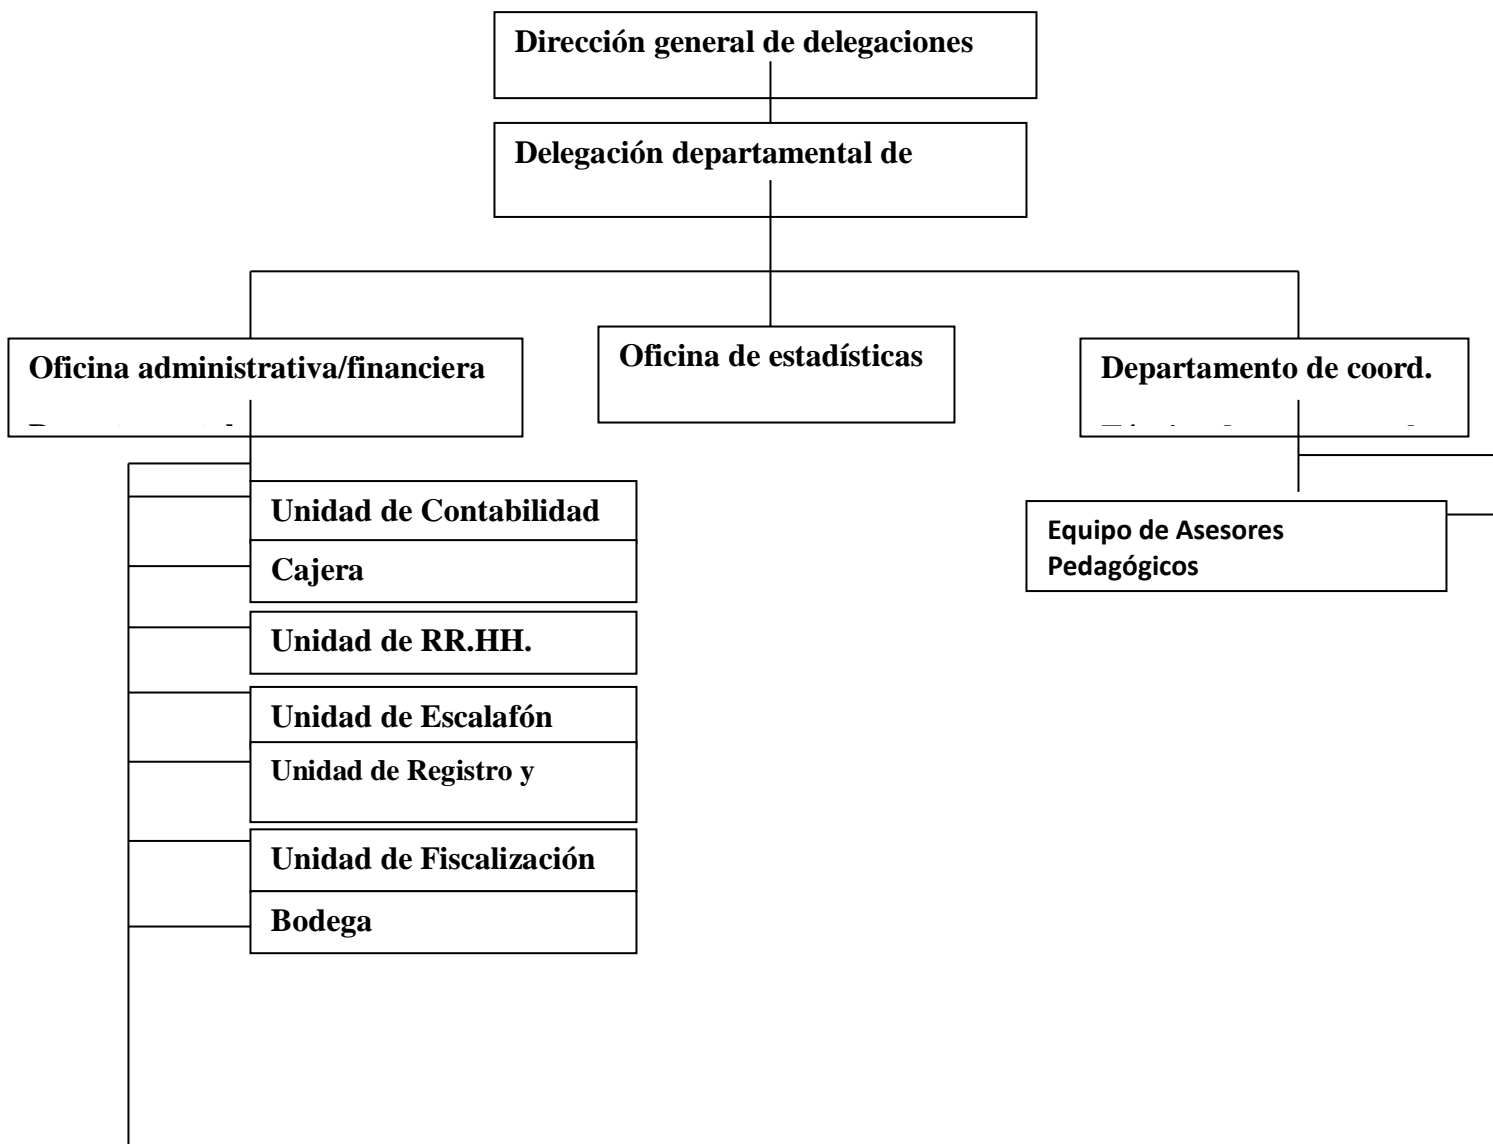 Dirección general de delegaciones
Delegación departamental de
Oficina administrativa/financiera
Oficina de estadísticas
Departamento de coord.
Unidad de Contabilidad
Cajera
Unidad de RR.HH.
Unidad de Escalafón
Unidad de Registro y
Unidad de Fiscalización
Bodega
Equipo de Asesores
Pedagógicos